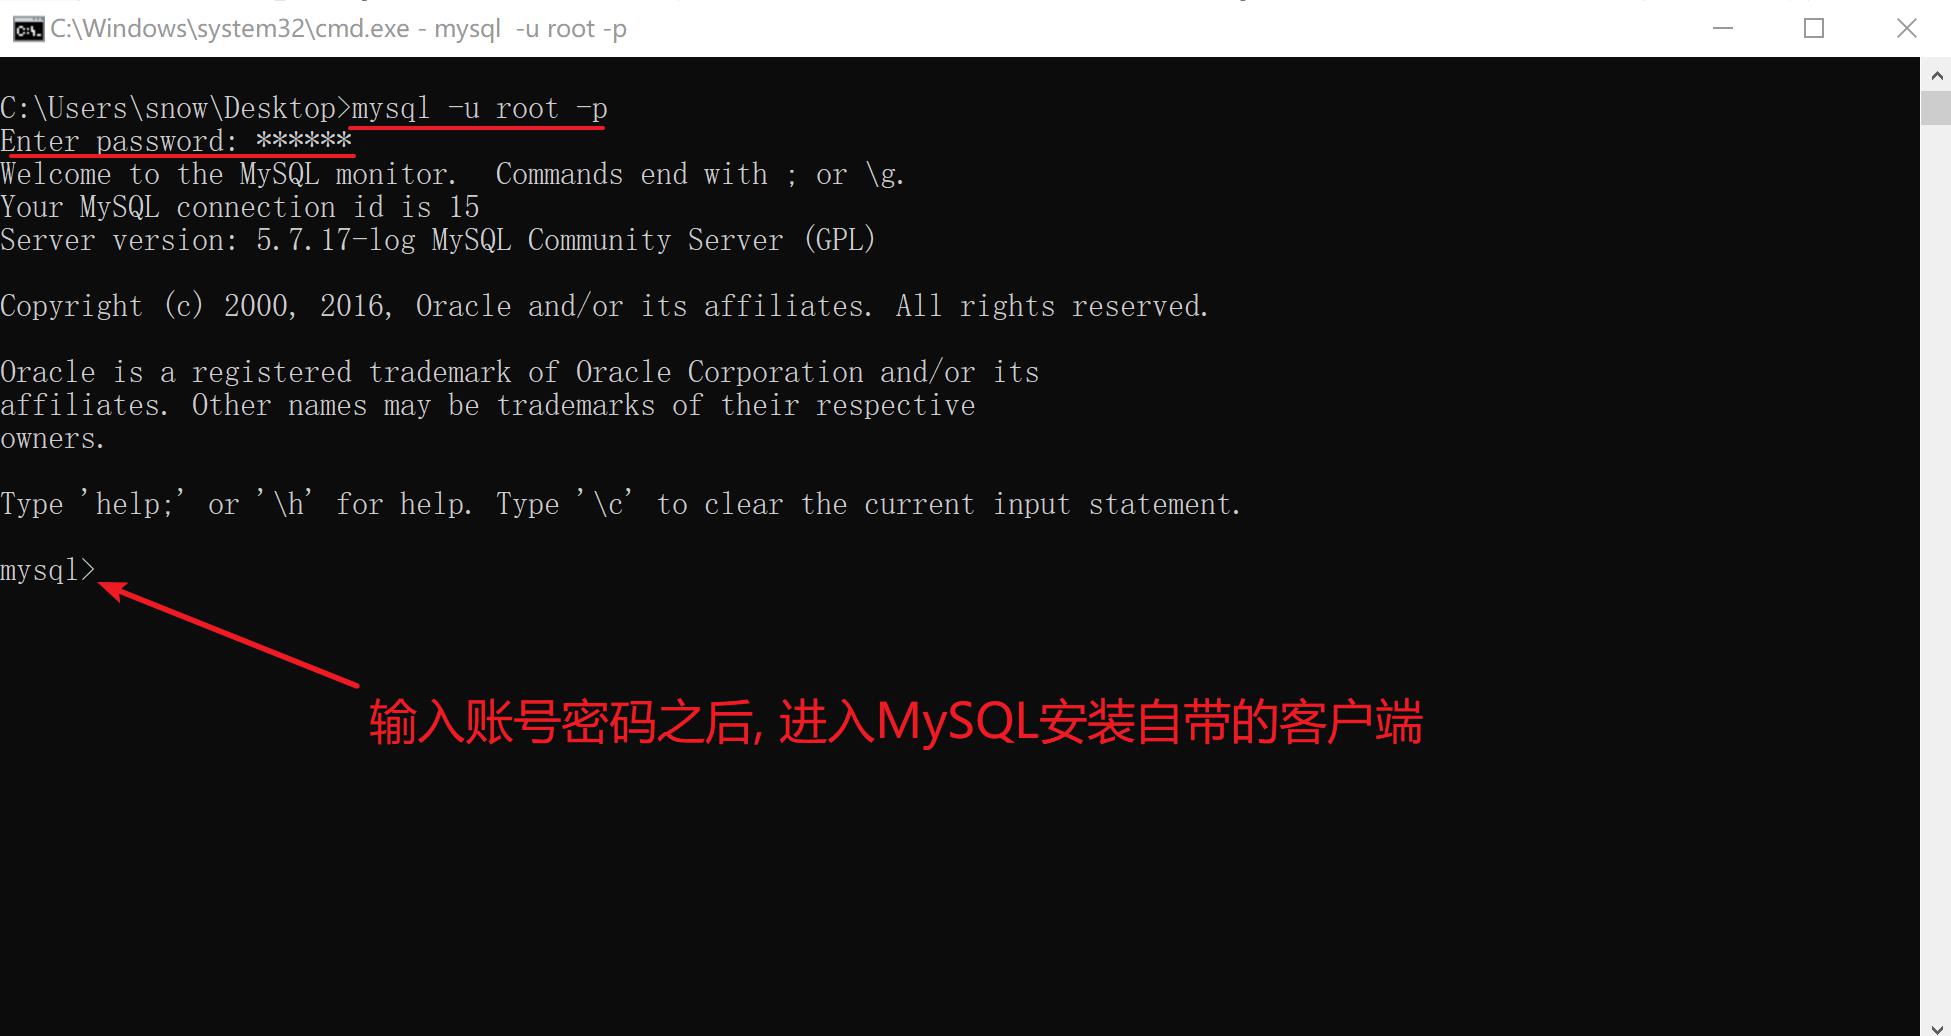 C:\Windows\system32\cmd.exe - mysql  -u root -p
C:\Users\snow\Desktop>mysql -u root -p
Enter password: ******
Welcome to the MySQL monitor.  Commands end with ; or \g.
Your MySQL connection id is 15
Server version: 5.7.17-log MySQL Community Server (GPL)
Copyright (c) 2000, 2016, Oracle and/or its affiliates. All rights reserved.
Oracle is a registered trademark of Oracle Corporation and/or its
affiliates. Other names may be trademarks of their respective
owners.
Type 'help;' or '\h' for help. Type '\c' to clear the current input statement.
mysql>
输入账号密码之后, 进入MySQL安装自带的客户端